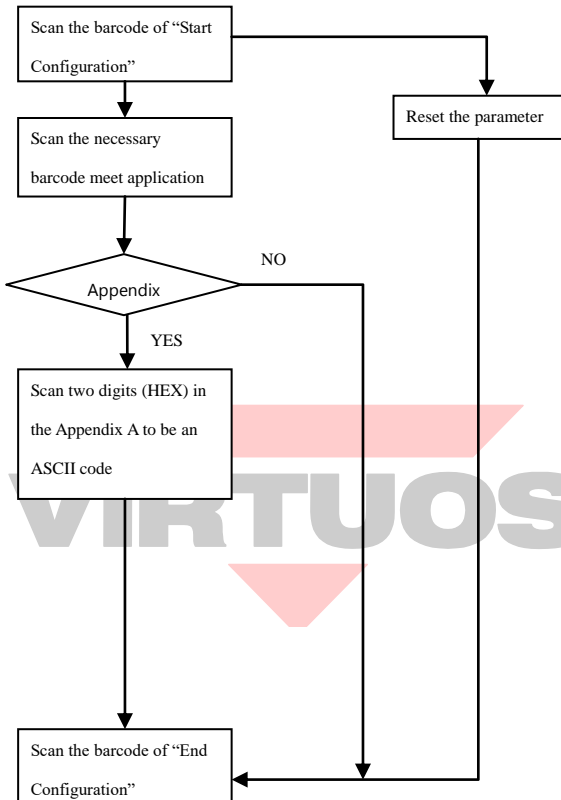 Scan the barcode of “Start
Configuration”
Reset the parameter
Scan the necessary
barcode meet application
NO
Appendix
YES
Scan two digits (HEX) in
the Appendix A to be an
ASCII code
VIRTUOS
Scan the barcode of “End
Configuration”